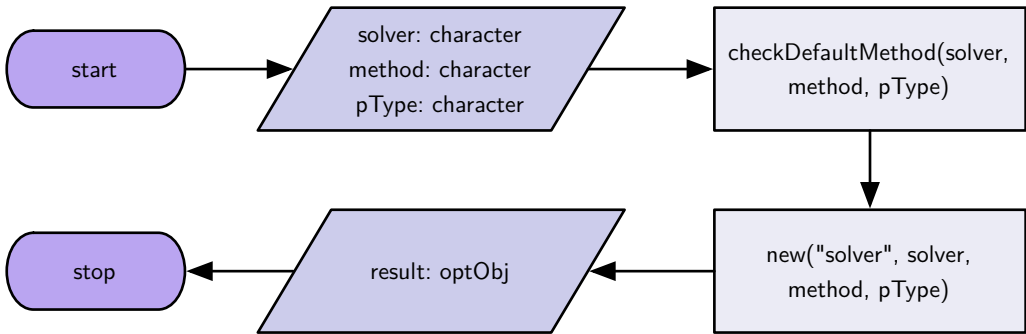 start
solver: character
method: character
pType: character
checkDefaultMethod(solver,
method, pType)
new("solver", solver,
method, pType)
result: optObj
stop